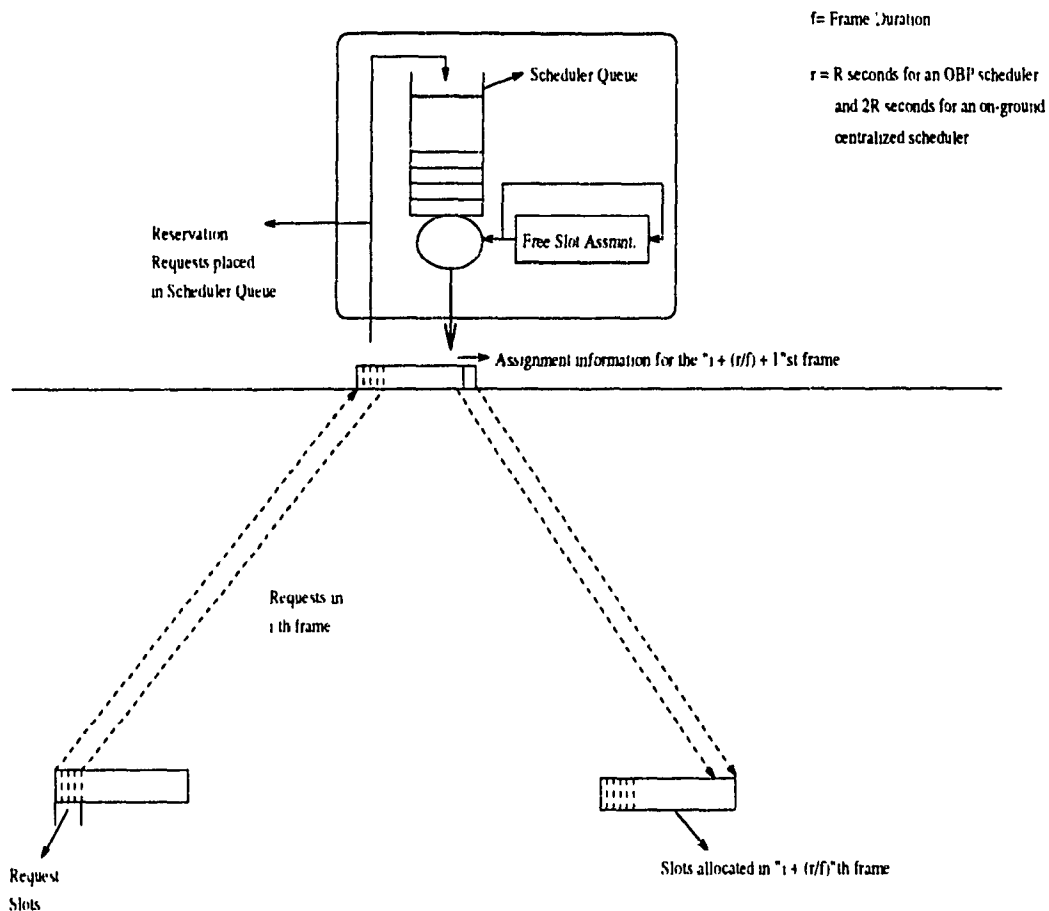 f= Frame Duration
r = R seconds for an OBP scheduler
and 2R seconds for an on-ground
centralized scheduler
Scheduler Queue
Free Slot Assmnt.
Reservation
Requests placed
in Scheduler Queue
Assignment information for the "i + (r/f) + 1"st frame
Requests in
i th frame
Request
Slots
Slots allocated in "i + (r/f)"th frame